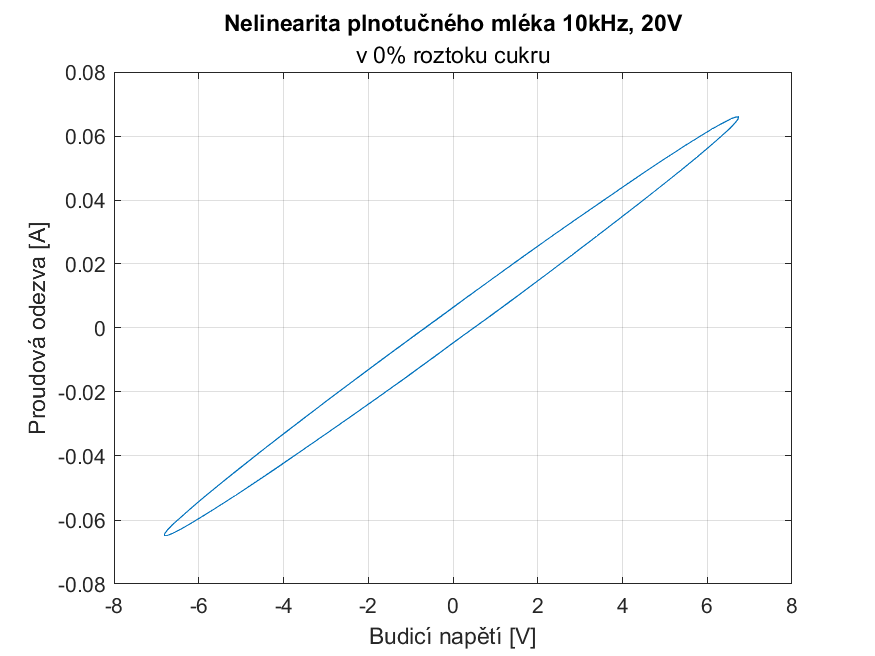 Nelinearita plnotučného mléka 10kHz, 20V
v 0% roztoku cukru
0.08
0.06
0.04
0.02
0
-0.02
-0.04
-0.06
-0.08
Proudová odezva [A]
-8 -6 -4 -2 0 2 4 6 8
Budicí napětí [V]